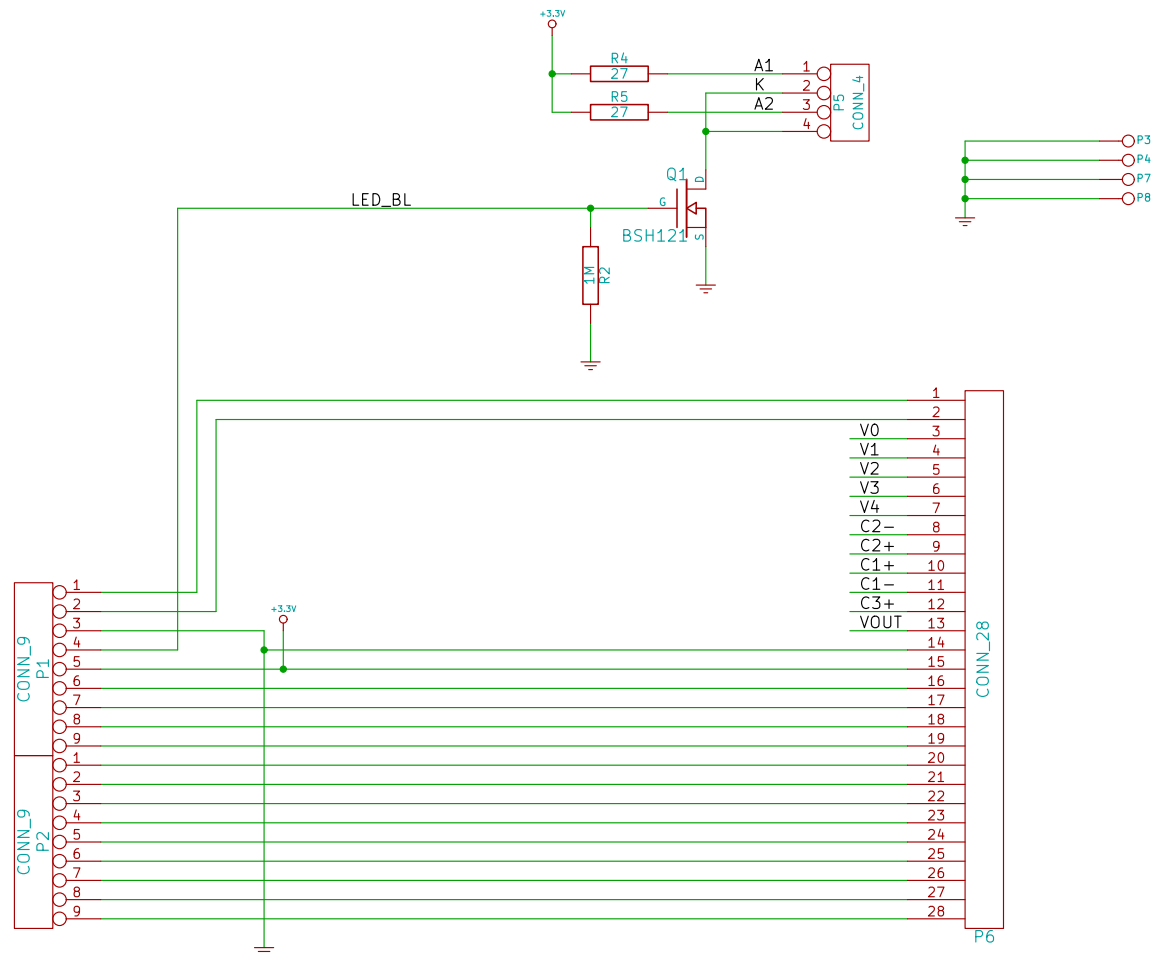 +3.3V
R4
27
A1
1
K
2
R5
27
A2
3
4
P5
CONN_4
P3
P4
P7
P8
Q1
D
G
S
BSH121
LED_BL
1M
R2
1
2
V0
3
V1
4
V2
5
V3
6
V4
7
C2-
8
C2+
9
C1+
10
C1-
11
C3+
12
VOUT
13
14
15
16
17
18
19
20
21
22
23
24
25
26
27
28
CONN_28
P6
+3.3V
1
2
3
4
5
6
7
8
9
CONN_9
P1
1
2
3
4
5
6
7
8
9
CONN_9
P2